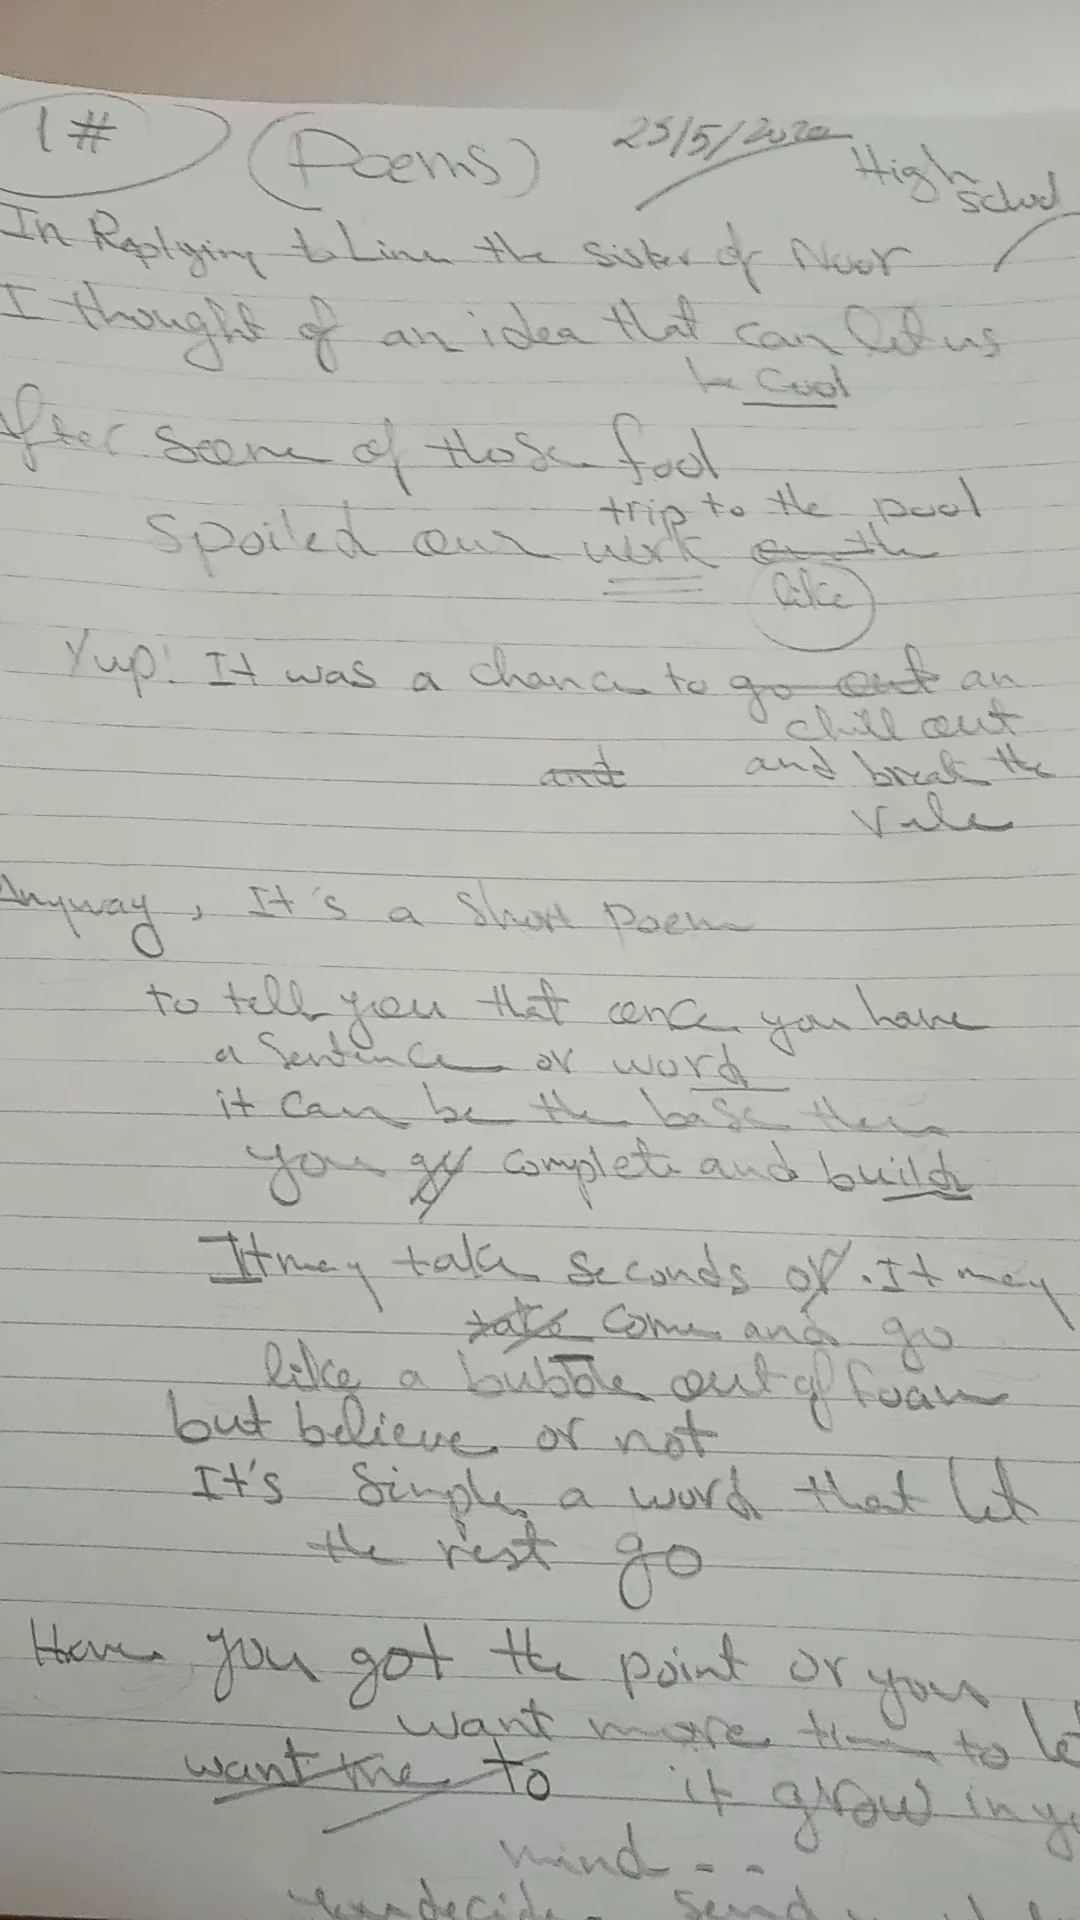 1# (Poems) 25/5/2020 High School
In Replying to Lina the sister of Noor
I thought of an idea that can let us
be Cool
After some of those fool
trip to the pool
Spoiled our work on the
like
Yup! It was a chance to go out an
chill out
and and break the
rule
Anyway, It's a short poem
to tell you that once you have
a sentence or word
it can be the base then
you complete and build
It may take seconds or. It may
take come and go
like a bubble out of foam
but believe or not
It's simple a word that let
the rest go
Have you got the point or you
want more to let
want me to it grow in
mind..
decide send